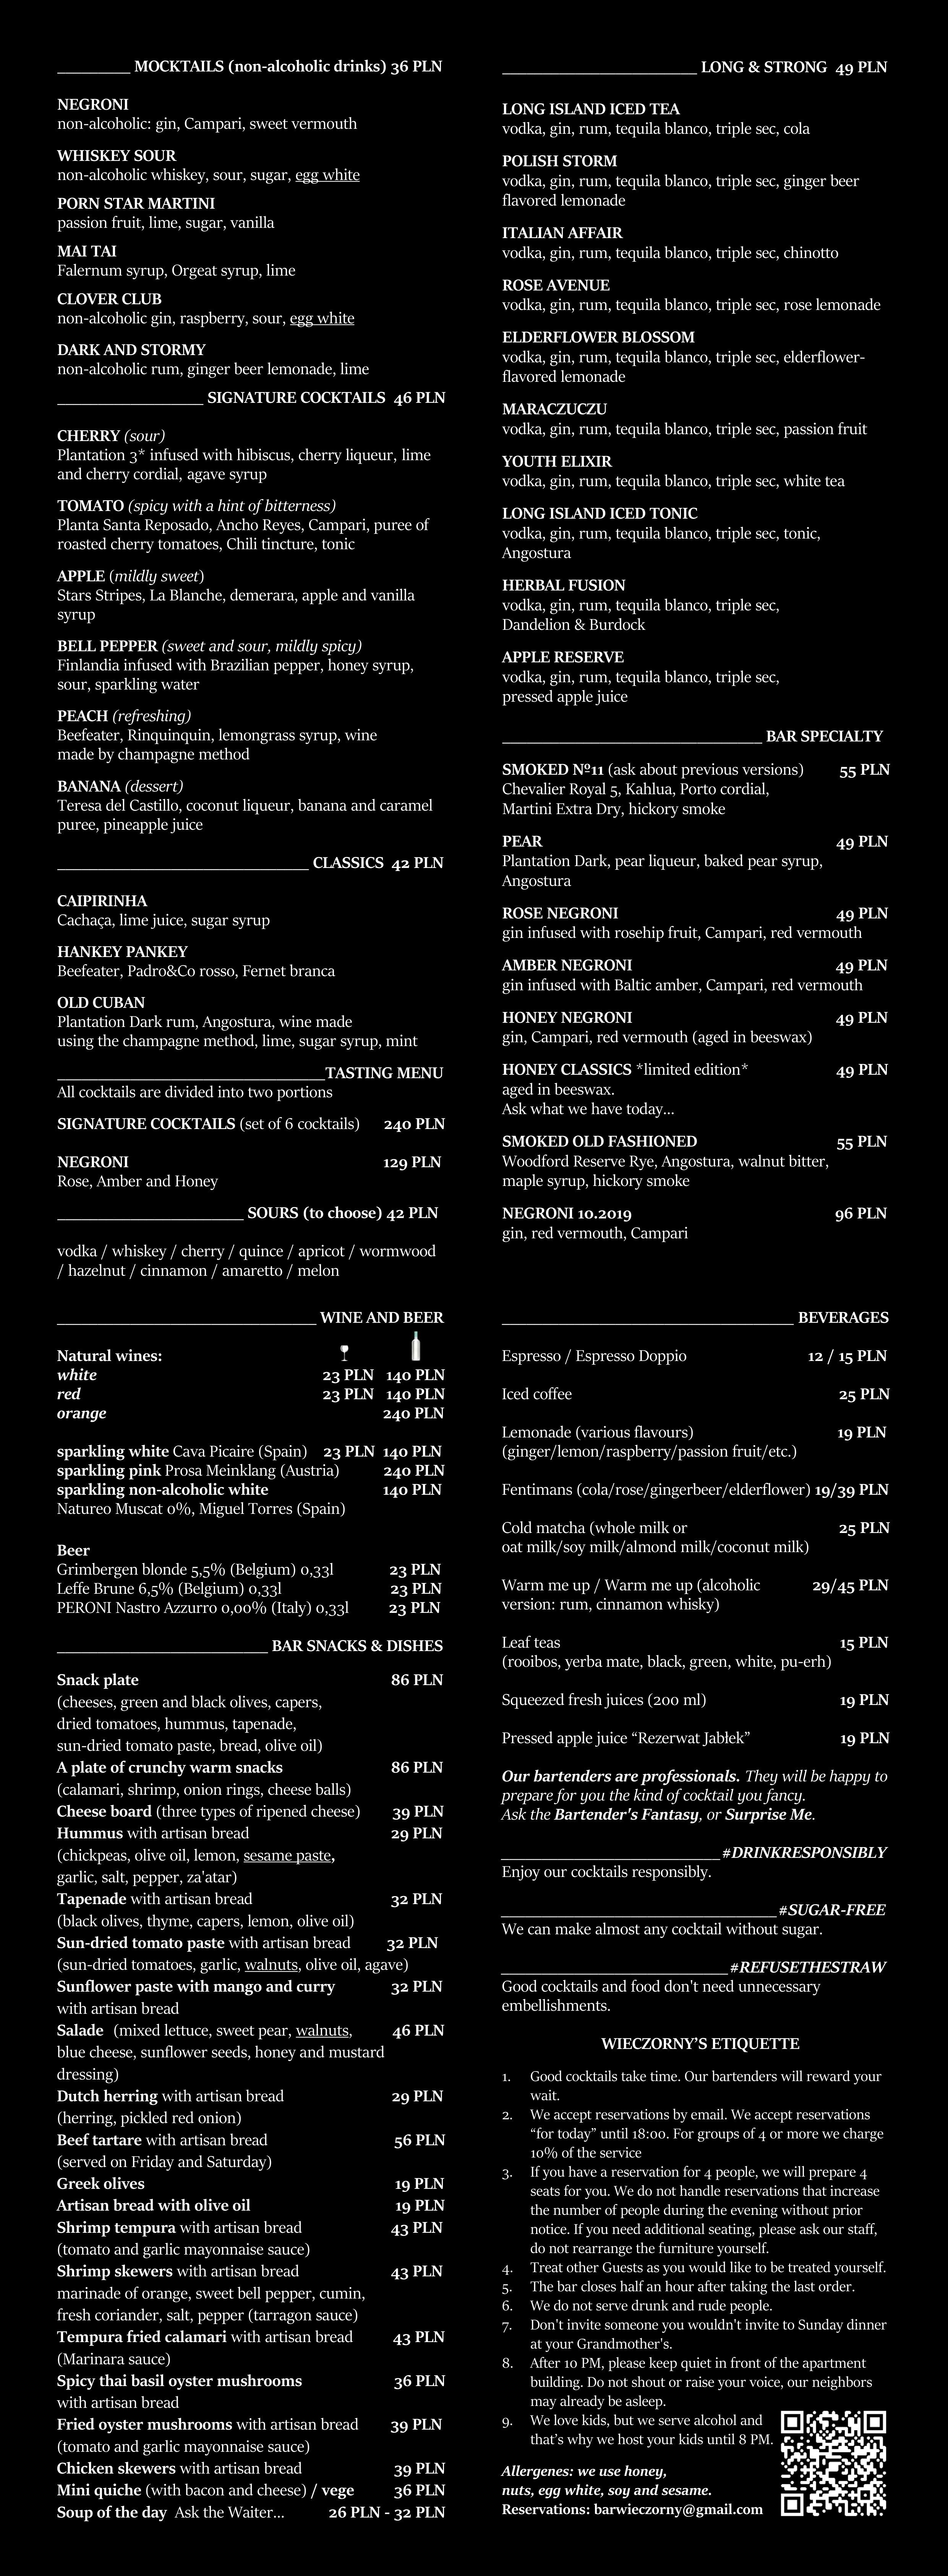 MOCKTAILS (non-alcoholic drinks) 36 PLN
NEGRONI
non-alcoholic: gin, Campari, sweet vermouth
WHISKEY SOUR
non-alcoholic whiskey, sour, sugar, egg white
PORN STAR MARTINI
passion fruit, lime, sugar, vanilla
MAI TAI
Falernum syrup, Orgeat syrup, lime
CLOVER CLUB
non-alcoholic gin, raspberry, sour, egg white
DARK AND STORMY
non-alcoholic rum, ginger beer lemonade, lime
SIGNATURE COCKTAILS 46 PLN
CHERRY (sour)
Plantation 3* infused with hibiscus, cherry liqueur, lime
and cherry cordial, agave syrup
TOMATO (spicy with a hint of bitterness)
Planta Santa Reposado, Ancho Reyes, Campari, puree of
roasted cherry tomatoes, Chili tincture, tonic
APPLE (mildly sweet)
Stars Stripes, La Blanche, demerara, apple and vanilla
syrup
BELL PEPPER (sweet and sour, mildly spicy)
Finlandia infused with Brazilian pepper, honey syrup,
sour, sparkling water
PEACH (refreshing)
Beefeater, Rinquinquin, lemongrass syrup, wine
made by champagne method
BANANA (dessert)
Teresa del Castillo, coconut liqueur, banana and caramel
puree, pineapple juice
CLASSICS 42 PLN
CAIPIRINHA
Cachaça, lime juice, sugar syrup
HANKEY PANKEY
Beefeater, Padro&Co rosso, Fernet branca
OLD CUBAN
Plantation Dark rum, Angostura, wine made
using the champagne method, lime, sugar syrup, mint
TASTING MENU
All cocktails are divided into two portions
SIGNATURE COCKTAILS (set of 6 cocktails) 240 PLN
NEGRONI 129 PLN
Rose, Amber and Honey
SOURS (to choose) 42 PLN
vodka / whiskey / cherry / quince / apricot / wormwood
/ hazelnut / cinnamon / amaretto / melon
WINE AND BEER
Natural wines:
white 23 PLN 140 PLN
red 23 PLN 140 PLN
orange 240 PLN
sparkling white Cava Picaire (Spain) 23 PLN 140 PLN
sparkling pink Prosa Meinklang (Austria) 240 PLN
sparkling non-alcoholic white 140 PLN
Natureo Muscat 0%, Miguel Torres (Spain)
Beer
Grimbergen blonde 5,5% (Belgium) 0,33l 23 PLN
Leffe Brune 6,5% (Belgium) 0,33l 23 PLN
PERONI Nastro Azzurro 0,00% (Italy) 0,33l 23 PLN
BAR SNACKS & DISHES
Snack plate 86 PLN
(cheeses, green and black olives, capers,
dried tomatoes, hummus, tapenade,
sun-dried tomato paste, bread, olive oil)
A plate of crunchy warm snacks 86 PLN
(calamari, shrimp, onion rings, cheese balls)
Cheese board (three types of ripened cheese) 39 PLN
Hummus with artisan bread 29 PLN
(chickpeas, olive oil, lemon, sesame paste,
garlic, salt, pepper, za'atar)
Tapenade with artisan bread 32 PLN
(black olives, thyme, capers, lemon, olive oil)
Sun-dried tomato paste with artisan bread 32 PLN
(sun-dried tomatoes, garlic, walnuts, olive oil, agave)
Sunflower paste with mango and curry 32 PLN
with artisan bread
Salade (mixed lettuce, sweet pear, walnuts, 46 PLN
blue cheese, sunflower seeds, honey and mustard
dressing)
Dutch herring with artisan bread 29 PLN
(herring, pickled red onion)
Beef tartare with artisan bread 56 PLN
(served on Friday and Saturday)
Greek olives 19 PLN
Artisan bread with olive oil 19 PLN
Shrimp tempura with artisan bread 43 PLN
(tomato and garlic mayonnaise sauce)
Shrimp skewers with artisan bread 43 PLN
marinade of orange, sweet bell pepper, cumin,
fresh coriander, salt, pepper (tarragon sauce)
Tempura fried calamari with artisan bread 43 PLN
(Marinara sauce)
Spicy thai basil oyster mushrooms 36 PLN
with artisan bread
Fried oyster mushrooms with artisan bread 39 PLN
(tomato and garlic mayonnaise sauce)
Chicken skewers with artisan bread 39 PLN
Mini quiche (with bacon and cheese) / vege 36 PLN
Soup of the day Ask the Waiter... 26 PLN - 32 PLN
LONG & STRONG 49 PLN
LONG ISLAND ICED TEA
vodka, gin, rum, tequila blanco, triple sec, cola
POLISH STORM
vodka, gin, rum, tequila blanco, triple sec, ginger beer
flavored lemonade
ITALIAN AFFAIR
vodka, gin, rum, tequila blanco, triple sec, chinotto
ROSE AVENUE
vodka, gin, rum, tequila blanco, triple sec, rose lemonade
ELDERFLOWER BLOSSOM
vodka, gin, rum, tequila blanco, triple sec, elderflower-
flavored lemonade
MARACZUCZU
vodka, gin, rum, tequila blanco, triple sec, passion fruit
YOUTH ELIXIR
vodka, gin, rum, tequila blanco, triple sec, white tea
LONG ISLAND ICED TONIC
vodka, gin, rum, tequila blanco, triple sec, tonic,
Angostura
HERBAL FUSION
vodka, gin, rum, tequila blanco, triple sec,
Dandelion & Burdock
APPLE RESERVE
vodka, gin, rum, tequila blanco, triple sec,
pressed apple juice
BAR SPECIALTY
SMOKED Nº11 (ask about previous versions) 55 PLN
Chevalier Royal 5, Kahlua, Porto cordial,
Martini Extra Dry, hickory smoke
PEAR 49 PLN
Plantation Dark, pear liqueur, baked pear syrup,
Angostura
ROSE NEGRONI 49 PLN
gin infused with rosehip fruit, Campari, red vermouth
AMBER NEGRONI 49 PLN
gin infused with Baltic amber, Campari, red vermouth
HONEY NEGRONI 49 PLN
gin, Campari, red vermouth (aged in beeswax)
HONEY CLASSICS *limited edition* 49 PLN
aged in beeswax.
Ask what we have today...
SMOKED OLD FASHIONED 55 PLN
Woodford Reserve Rye, Angostura, walnut bitter,
maple syrup, hickory smoke
NEGRONI 10.2019 96 PLN
gin, red vermouth, Campari
BEVERAGES
Espresso / Espresso Doppio 12 / 15 PLN
Iced coffee 25 PLN
Lemonade (various flavours) 19 PLN
(ginger/lemon/raspberry/passion fruit/etc.)
Fentimans (cola/rose/gingerbeer/elderflower) 19/39 PLN
Cold matcha (whole milk or 25 PLN
oat milk/soy milk/almond milk/coconut milk)
Warm me up / Warm me up (alcoholic 29/45 PLN
version: rum, cinnamon whisky)
Leaf teas 15 PLN
(rooibos, yerba mate, black, green, white, pu-erh)
Squeezed fresh juices (200 ml) 19 PLN
Pressed apple juice “Rezerwat Jabłek” 19 PLN
Our bartenders are professionals. They will be happy to
prepare for you the kind of cocktail you fancy.
Ask the Bartender's Fantasy, or Surprise Me.
#DRINKRESPONSIBLY
Enjoy our cocktails responsibly.
#SUGAR-FREE
We can make almost any cocktail without sugar.
#REFUSETHESTRAW
Good cocktails and food don't need unnecessary
embellishments.
WIECZORNY’S ETIQUETTE
1. Good cocktails take time. Our bartenders will reward your
wait.
2. We accept reservations by email. We accept reservations
“for today” until 18:00. For groups of 4 or more we charge
10% of the service
3. If you have a reservation for 4 people, we will prepare 4
seats for you. We do not handle reservations that increase
the number of people during the evening without prior
notice. If you need additional seating, please ask our staff,
do not rearrange the furniture yourself.
4. Treat other Guests as you would like to be treated yourself.
5. The bar closes half an hour after taking the last order.
6. We do not serve drunk and rude people.
7. Don't invite someone you wouldn't invite to Sunday dinner
at your Grandmother's.
8. After 10 PM, please keep quiet in front of the apartment
building. Do not shout or raise your voice, our neighbors
may already be asleep.
9. We love kids, but we serve alcohol and
that’s why we host your kids until 8 PM.
Allergenes: we use honey,
nuts, egg white, soy and sesame.
Reservations: barwieczorny@gmail.com